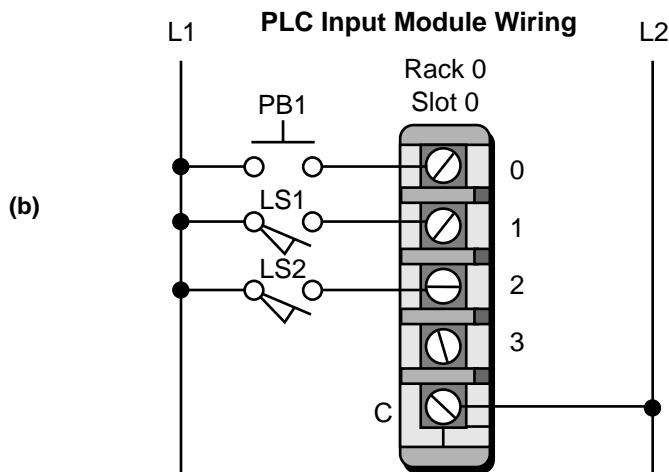 PLC Input Module Wiring
L1
L2
Rack 0
Slot 0
PB1
0
(b)
LS1
1
LS2
2
3
C